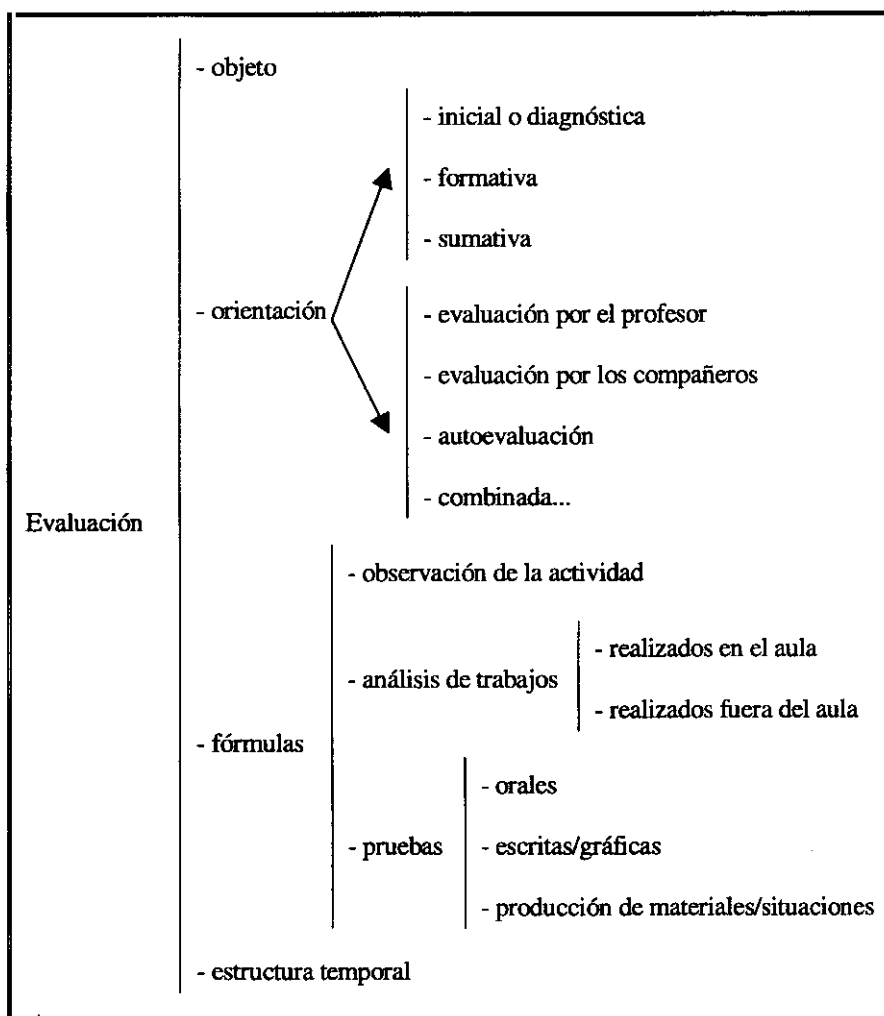 - objeto
- inicial o diagnóstica
- formativa
- sumativa
- orientación
- evaluación por el profesor
- evaluación por los compañeros
- autoevaluación
- combinada...
Evaluación
- observación de la actividad
- realizados en el aula
- análisis de trabajos
- realizados fuera del aula
- fórmulas
- orales
- pruebas
- escritas/gráficas
- producción de materiales/situaciones
- estructura temporal